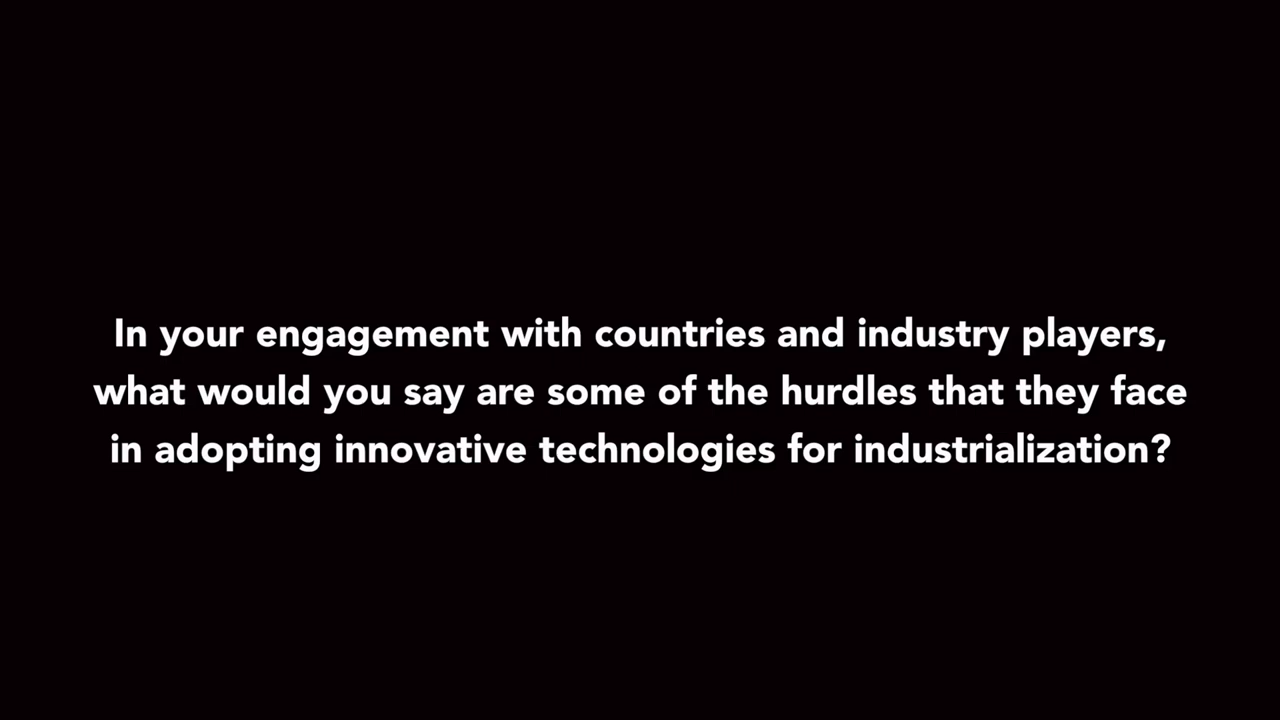 In your engagement with countries and industry players,
what would you say are some of the hurdles that they face
in adopting innovative technologies for industrialization?